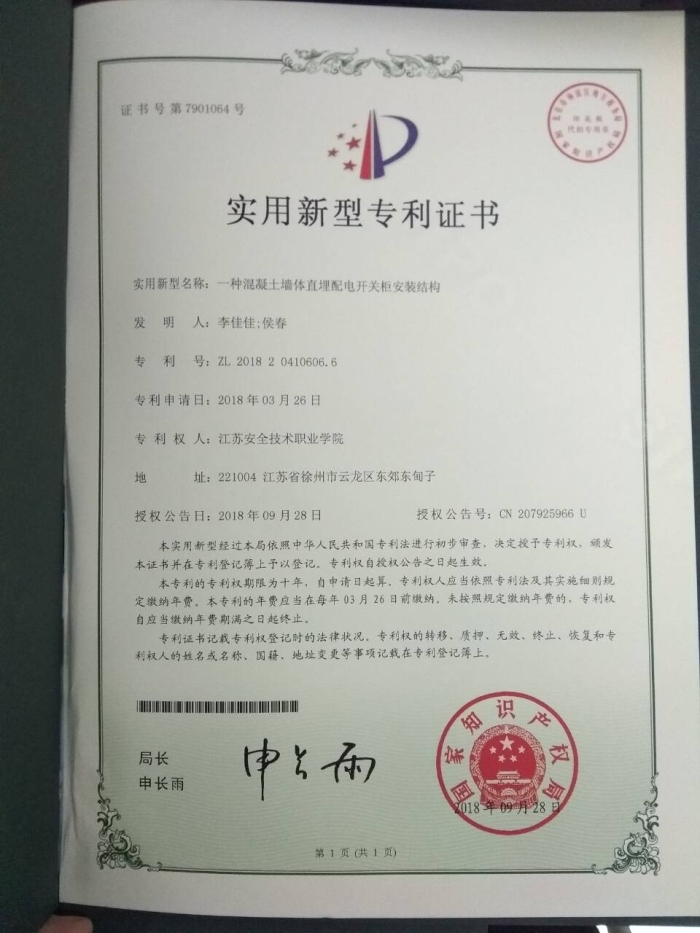 证书号第7901064号
印花税
代扣专用章
国家知识产权局
实用新型专利证书
实用新型名称：一种混凝土墙体直埋配电开关柜安装结构
发明人：李佳佳;侯春
专利号：ZL 2018 2 0410606.6
专利申请日：2018年03月26日
专利权人：江苏安全技术职业学院
地址：221004 江苏省徐州市云龙区东郊东甸子
授权公告日：2018年09月28日 授权公告号：CN 207925966 U
本实用新型经过本局依照中华人民共和国专利法进行初步审查，决定授予专利权，颁发
本证书并在专利登记簿上予以登记。专利权自授权公告之日起生效。
本专利的专利权期限为十年，自申请日起算。专利权人应当依照专利法及其实施细则规
定缴纳年费。本专利的年费应当在每年03月26日前缴纳。未按照规定缴纳年费的，专利权
自应当缴纳年费期满之日起终止。
专利证书记载专利权登记时的法律状况。专利权的转移、质押、无效、终止、恢复和专
利权人的姓名或名称、国籍、地址变更等事项记载在专利登记簿上。
局长
申长雨
申长雨
国家知识产权局
2018年09月28日
第1页(共1页)